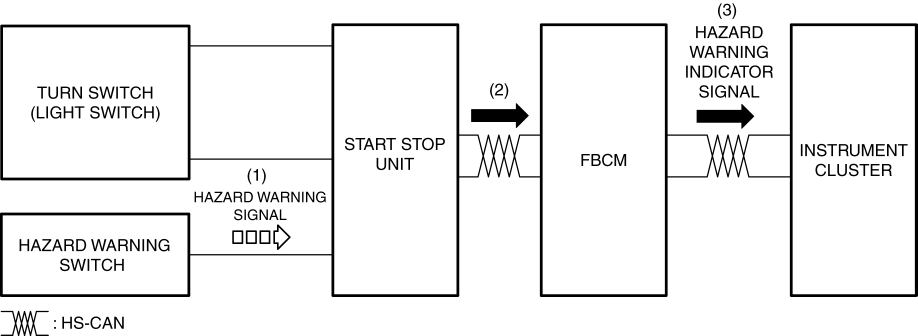 TURN SWITCH
(LIGHT SWITCH)
HAZARD WARNING
SWITCH
(1)
HAZARD WARNING
SIGNAL
START STOP
UNIT
(2)
FBCM
(3)
HAZARD
WARNING
INDICATOR
SIGNAL
INSTRUMENT
CLUSTER
: HS-CAN